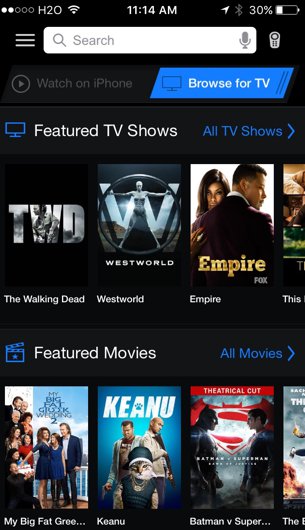 H2O 11:14 AM 30%
Search
Watch on iPhone Browse for TV
Featured TV Shows All TV Shows
TWD
W
WESTWORLD
Empire
FOX
The Walking Dead Westworld Empire This
Featured Movies All Movies
MY
BIG
FAT
GREEK
WEDDING
2
KEANU
THEATRICAL CUT
BATMAN v SUPERMAN
DAWN OF JUSTICE
My Big Fat Gree... Keanu Batman v Super... The